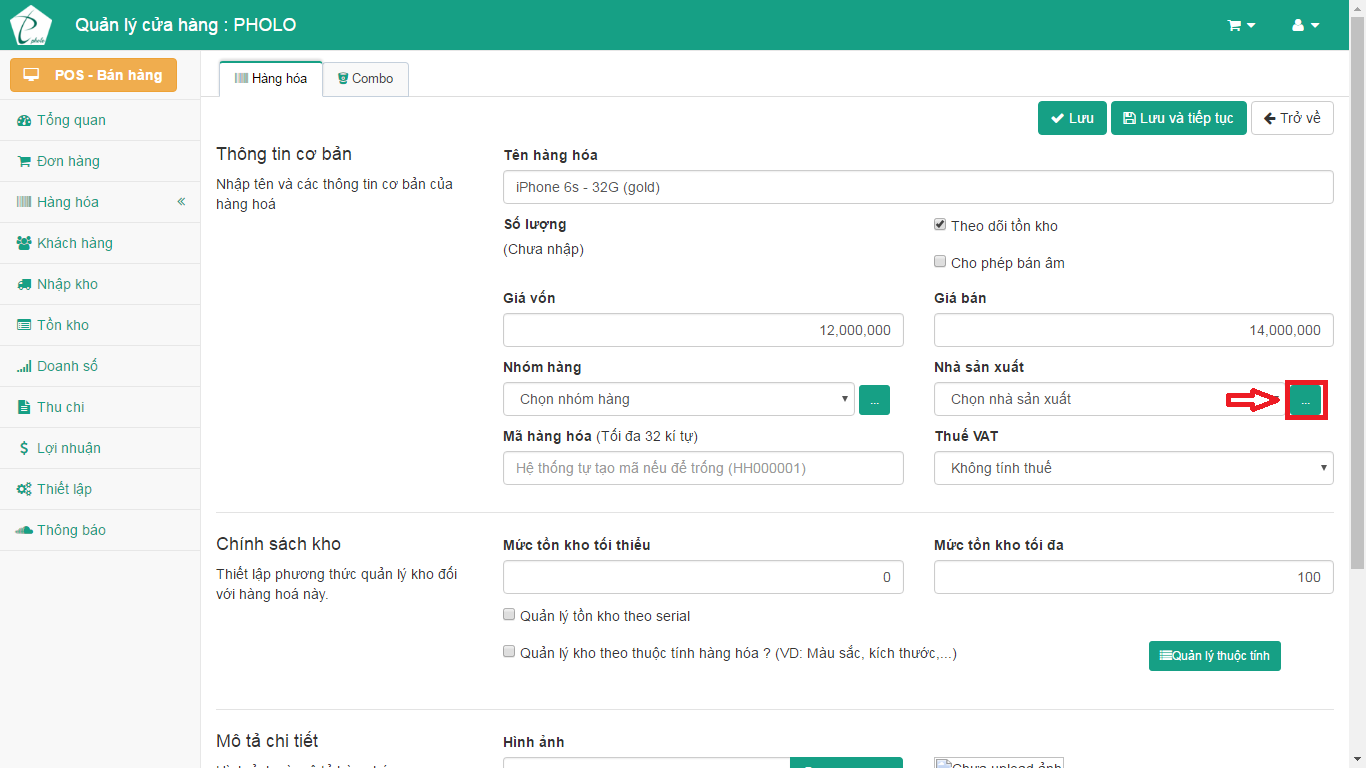 pholo
Quản lý cửa hàng : PHOLO
POS - Bán hàng
Tổng quan
Đơn hàng
Hàng hóa
Khách hàng
Nhập kho
Tồn kho
Doanh số
Thu chi
Lợi nhuận
Thiết lập
Thông báo
Hàng hóa
Combo
Lưu
Lưu và tiếp tục
Trở về
Thông tin cơ bản
Nhập tên và các thông tin cơ bản của
hàng hoá
Tên hàng hóa
iPhone 6s - 32G (gold)
Số lượng
(Chưa nhập)
Theo dõi tồn kho
Cho phép bán âm
Giá vốn
12,000,000
Giá bán
14,000,000
Nhóm hàng
Chọn nhóm hàng
...
Nhà sản xuất
Chọn nhà sản xuất
...
Mã hàng hóa (Tối đa 32 kí tự)
Hệ thống tự tạo mã nếu để trống (HH000001)
Thuế VAT
Không tính thuế
Chính sách kho
Thiết lập phương thức quản lý kho đối
với hàng hoá này.
Mức tồn kho tối thiểu
0
Mức tồn kho tối đa
100
Quản lý tồn kho theo serial
Quản lý kho theo thuộc tính hàng hóa ? (VD: Màu sắc, kích thước,...)
Quản lý thuộc tính
Mô tả chi tiết
Hình ảnh
Chưa upload ảnh